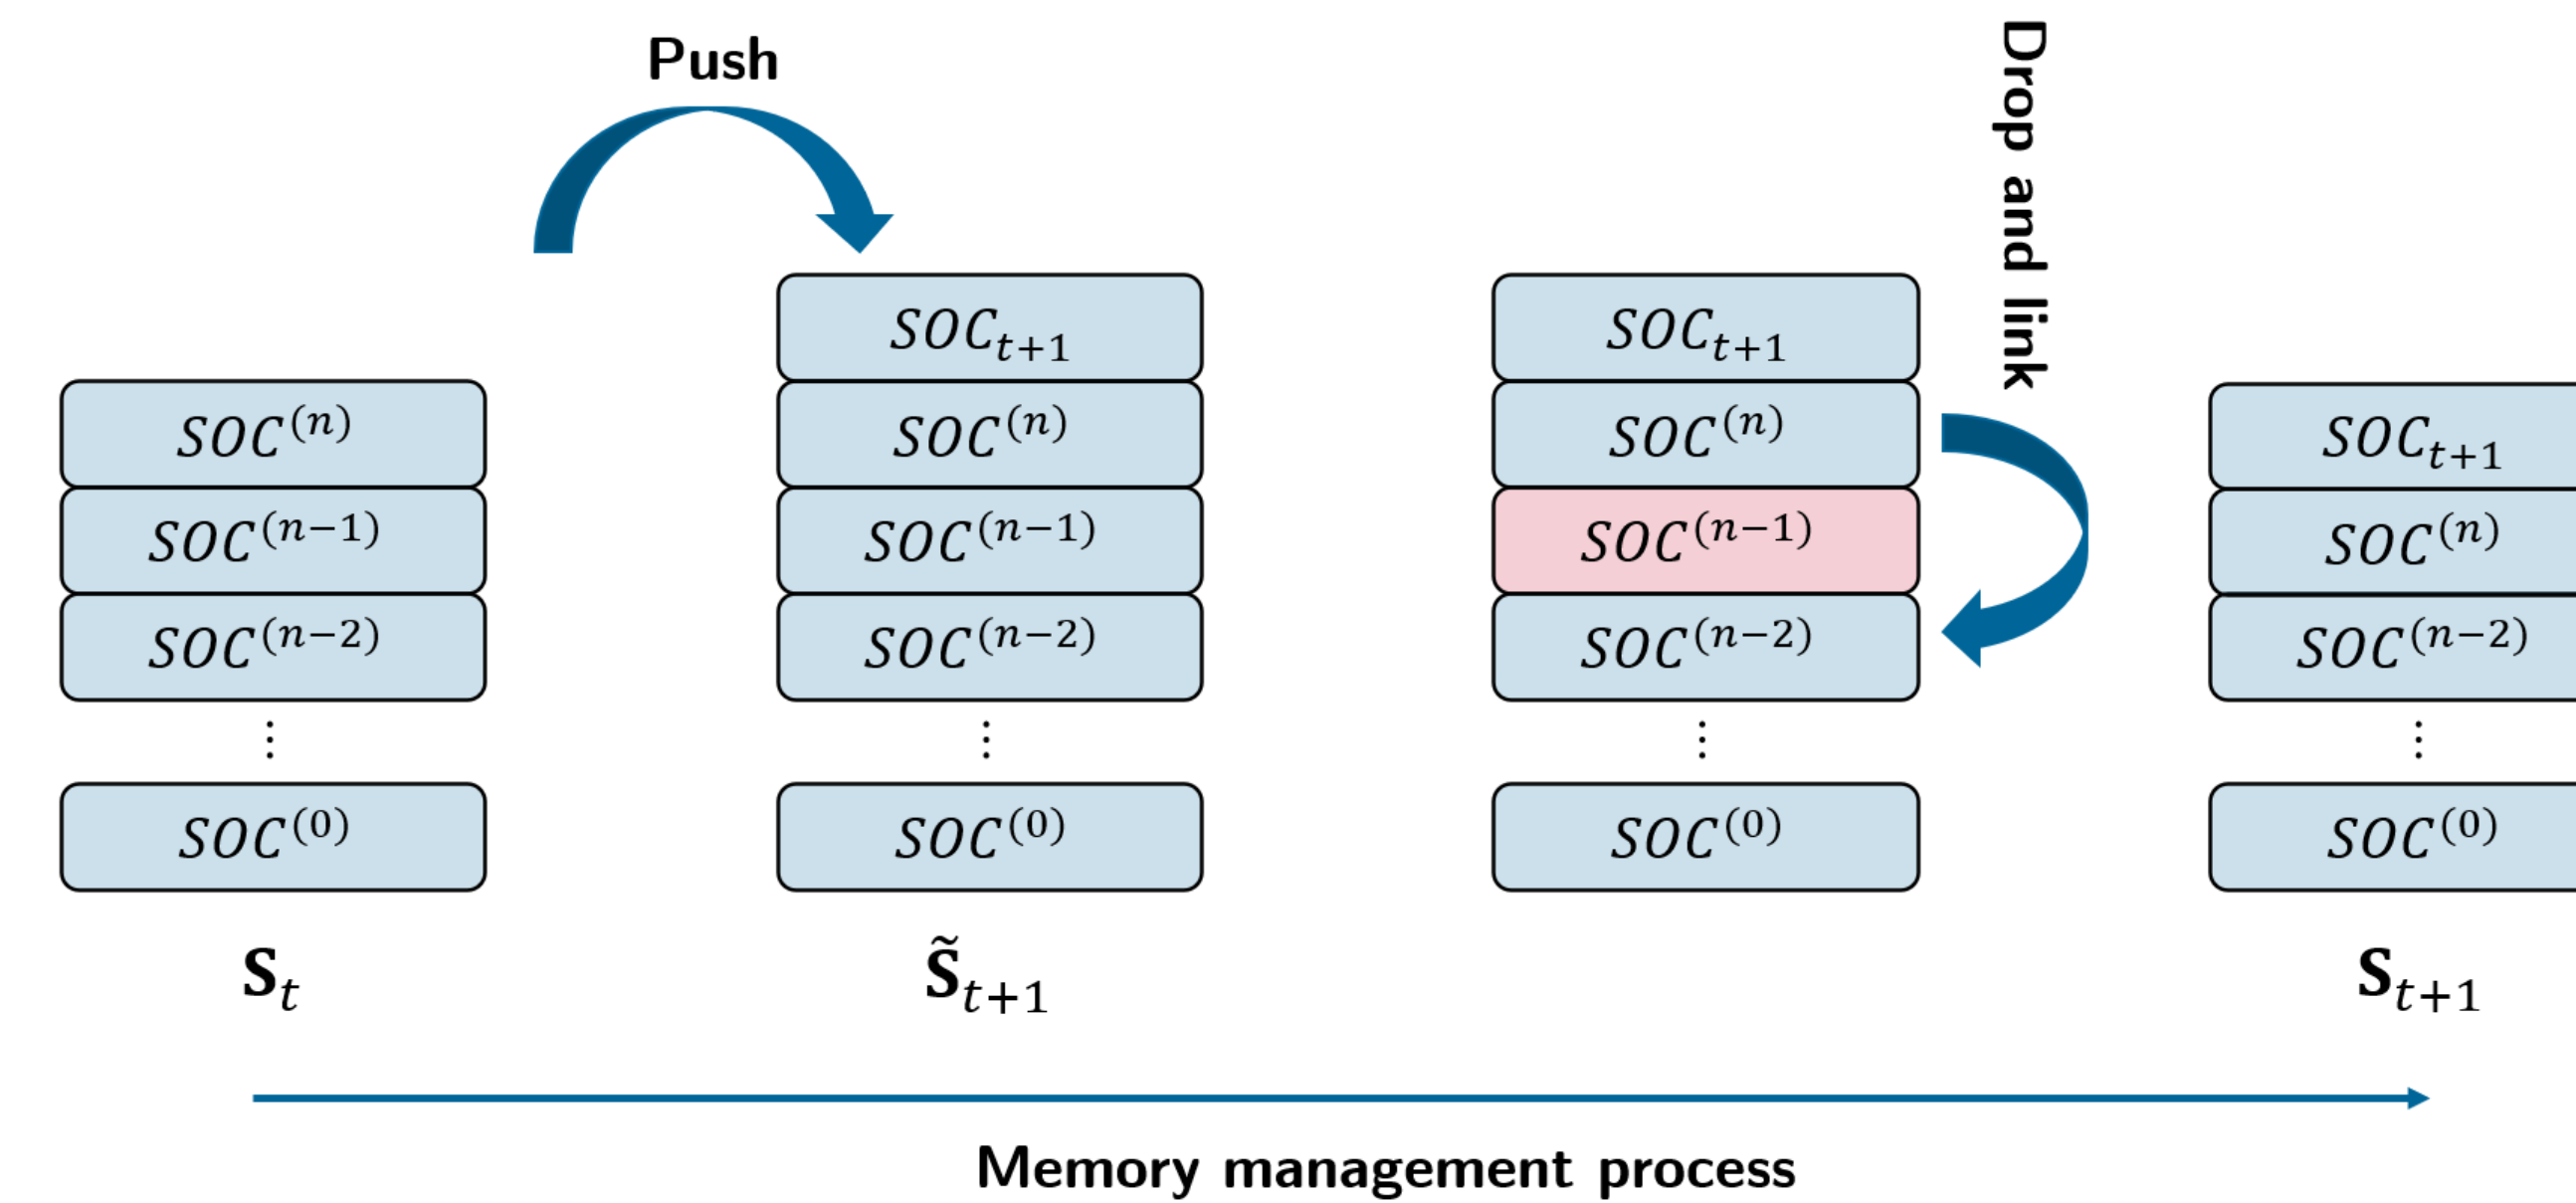 Push
Drop and link
SOC^{(n)}
SOC^{(n-1)}
SOC^{(n-2)}
⋮
SOC^{(0)}
S_t
SOC_{t+1}
SOC^{(n)}
SOC^{(n-1)}
SOC^{(n-2)}
⋮
SOC^{(0)}
S̃_{t+1}
SOC_{t+1}
SOC^{(n)}
SOC^{(n-1)}
SOC^{(n-2)}
⋮
SOC^{(0)}
SOC_{t+1}
SOC^{(n)}
SOC^{(n-2)}
⋮
SOC^{(0)}
S_{t+1}
Memory management process